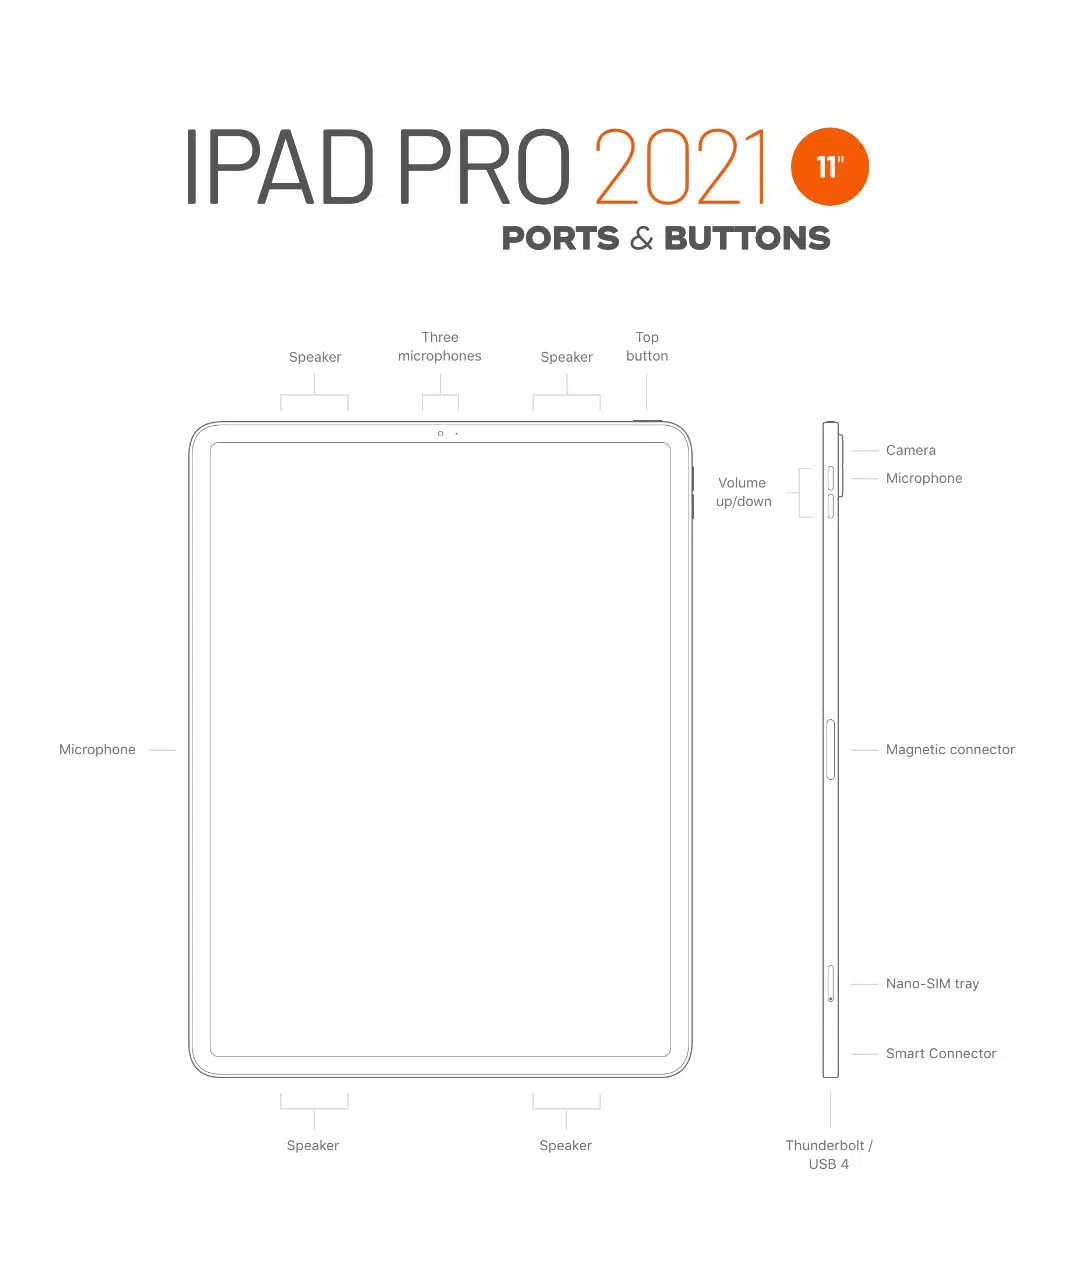 IPAD PRO 2021 11"
PORTS & BUTTONS
Speaker
Three
microphones
Speaker
Top
button
Camera
Microphone
Volume
up/down
Microphone
Magnetic connector
Nano-SIM tray
Smart Connector
Speaker
Speaker
Thunderbolt /
USB 4